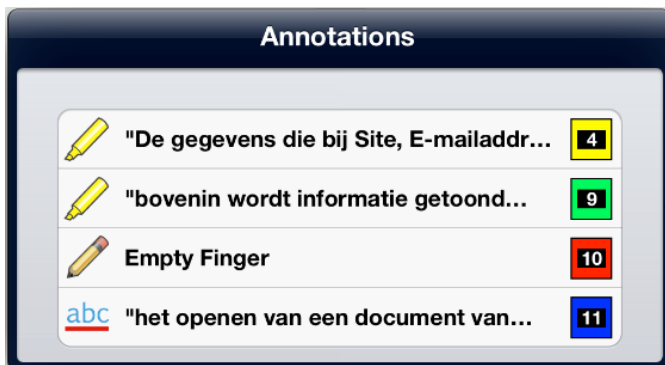 Annotations
"De gegevens die bij Site, E-mailaddr... 4
"bovenin wordt informatie getoond... 9
Empty Finger 10
abc "het openen van een document van... 11